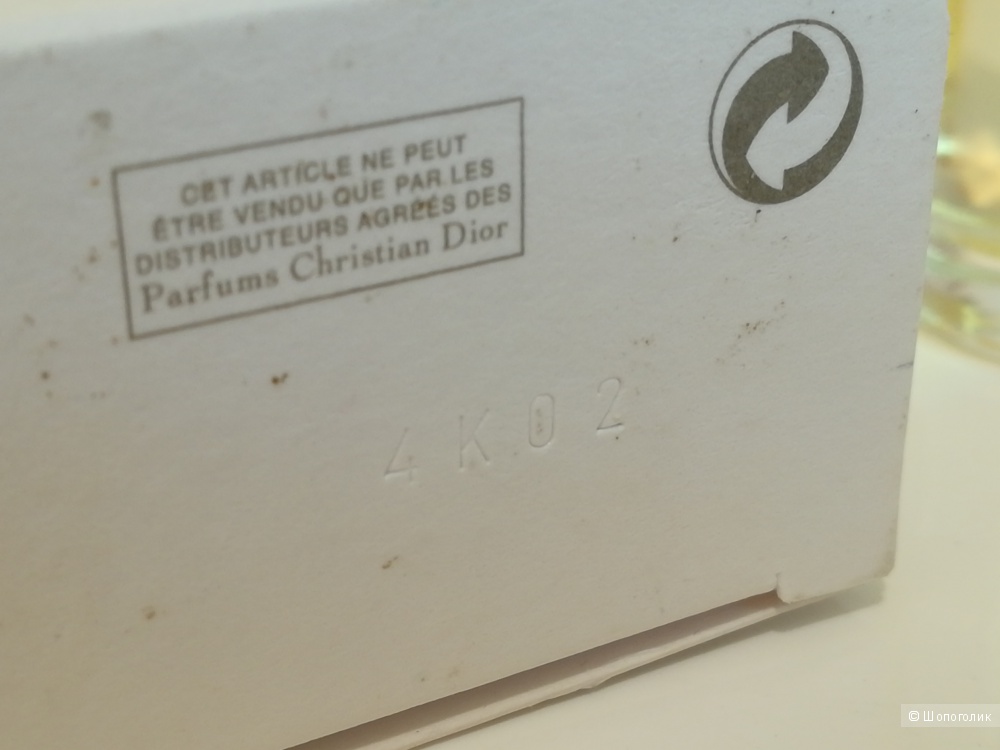 CET ARTICLE NE PEUT
ÊTRE VENDU QUE PAR LES
DISTRIBUTEURS AGRÉÉS DES
Parfums Christian Dior
4K02
© Шопоголик